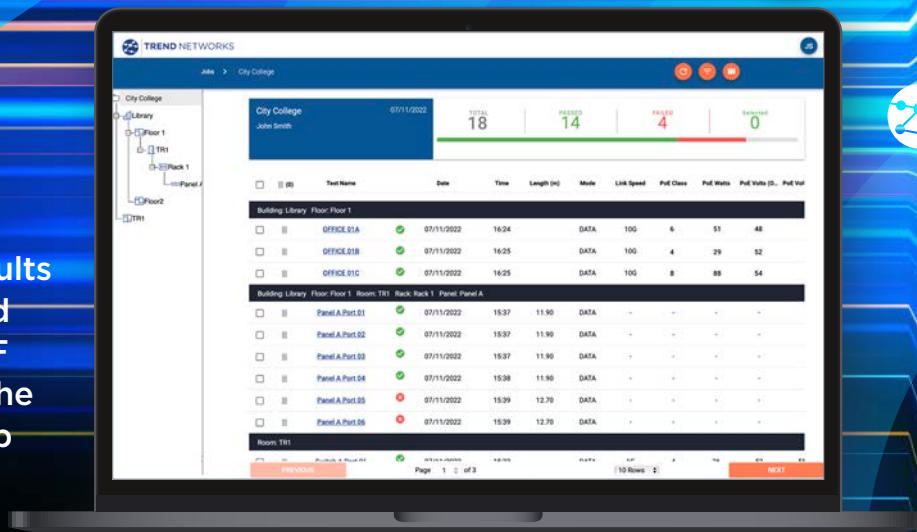 TREND NETWORKS
JS
Jobs > City College
City College
Library
Floor 1
TR1
Rack 1
Panel A
Floor2
TR1
City College 07/11/2022
John Smith
TOTAL 18
PASSED 14
FAILED 4
Selected 0
(0) Test Name Date Time Length (m) Mode Link Speed PoE Class PoE Watts PoE Volts (D... PoE Vol
Building: Library Floor: Floor 1
OFFICE 01A 07/11/2022 16:24 DATA 10G 6 51 48
OFFICE 01B 07/11/2022 16:25 DATA 10G 4 29 52
OFFICE 01C 07/11/2022 16:25 DATA 10G 8 88 54
Building: Library Floor: Floor 1 Room: TR1 Rack: Rack 1 Panel: Panel A
Panel A Port 01 07/11/2022 15:37 11.90 DATA - - - -
Panel A Port 02 07/11/2022 15:37 11.90 DATA - - - -
Panel A Port 03 07/11/2022 15:37 11.90 DATA - - - -
Panel A Port 04 07/11/2022 15:38 11.90 DATA - - - -
Panel A Port 05 07/11/2022 15:39 12.70 DATA - - - -
Panel A Port 06 07/11/2022 15:39 12.70 DATA - - - -
Room: TR1
PREVIOUS Page 1 of 3 10 Rows NEXT
ults
he